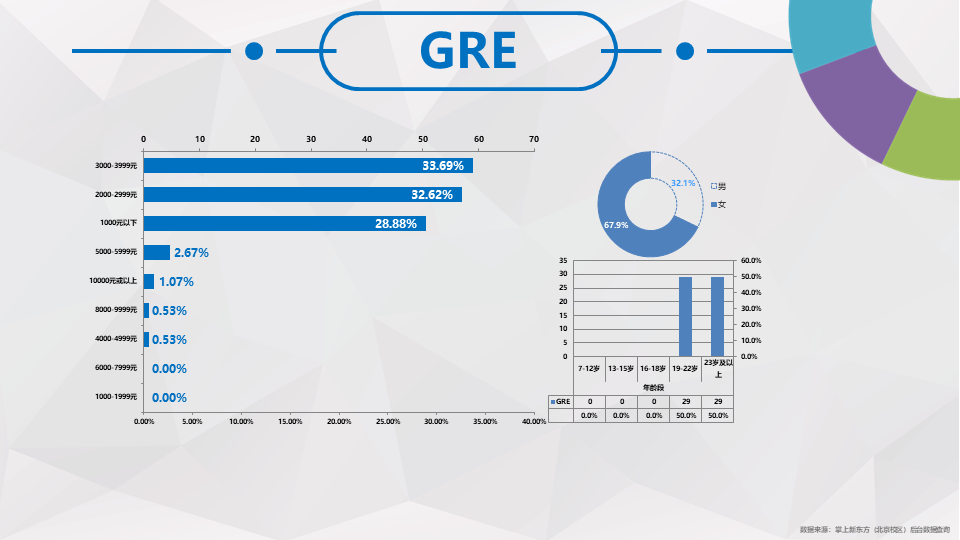 GRE
0 10 20 30 40 50 60 70
3000-3999元 33.69%
2000-2999元 32.62%
1000元以下 28.88%
5000-5999元 2.67%
10000元或以上 1.07%
8000-9999元 0.53%
4000-4999元 0.53%
6000-7999元 0.00%
1000-1999元 0.00%
0.00% 5.00% 10.00% 15.00% 20.00% 25.00% 30.00% 35.00% 40.00%
32.1%
67.9%
男
女
35 60.0%
30 50.0%
25 40.0%
20 30.0%
15 20.0%
10 10.0%
5 0.0%
0
7-12岁 13-15岁 16-18岁 19-22岁 23岁及以上
年龄段
GRE 0 0 0 29 29
0.0% 0.0% 0.0% 50.0% 50.0%
数据来源：掌上新东方（北京校区）后台数据查询